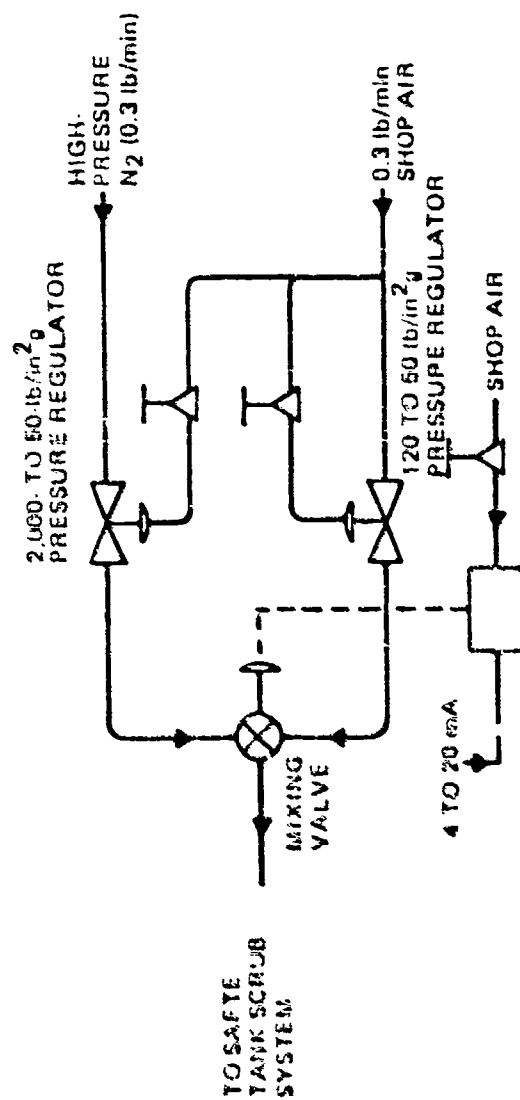 HIGH-
PRESSURE
N2 (0.3 lb/min)
2,000- TO 50-lb/in2g
PRESSURE REGULATOR
0.3 lb/min
SHOP AIR
120 TO 50 lb/in2g
PRESSURE REGULATOR
SHOP AIR
MIXING
VALVE
4 TO 20 mA
TO SAFTE
TANK SCRUB
SYSTEM